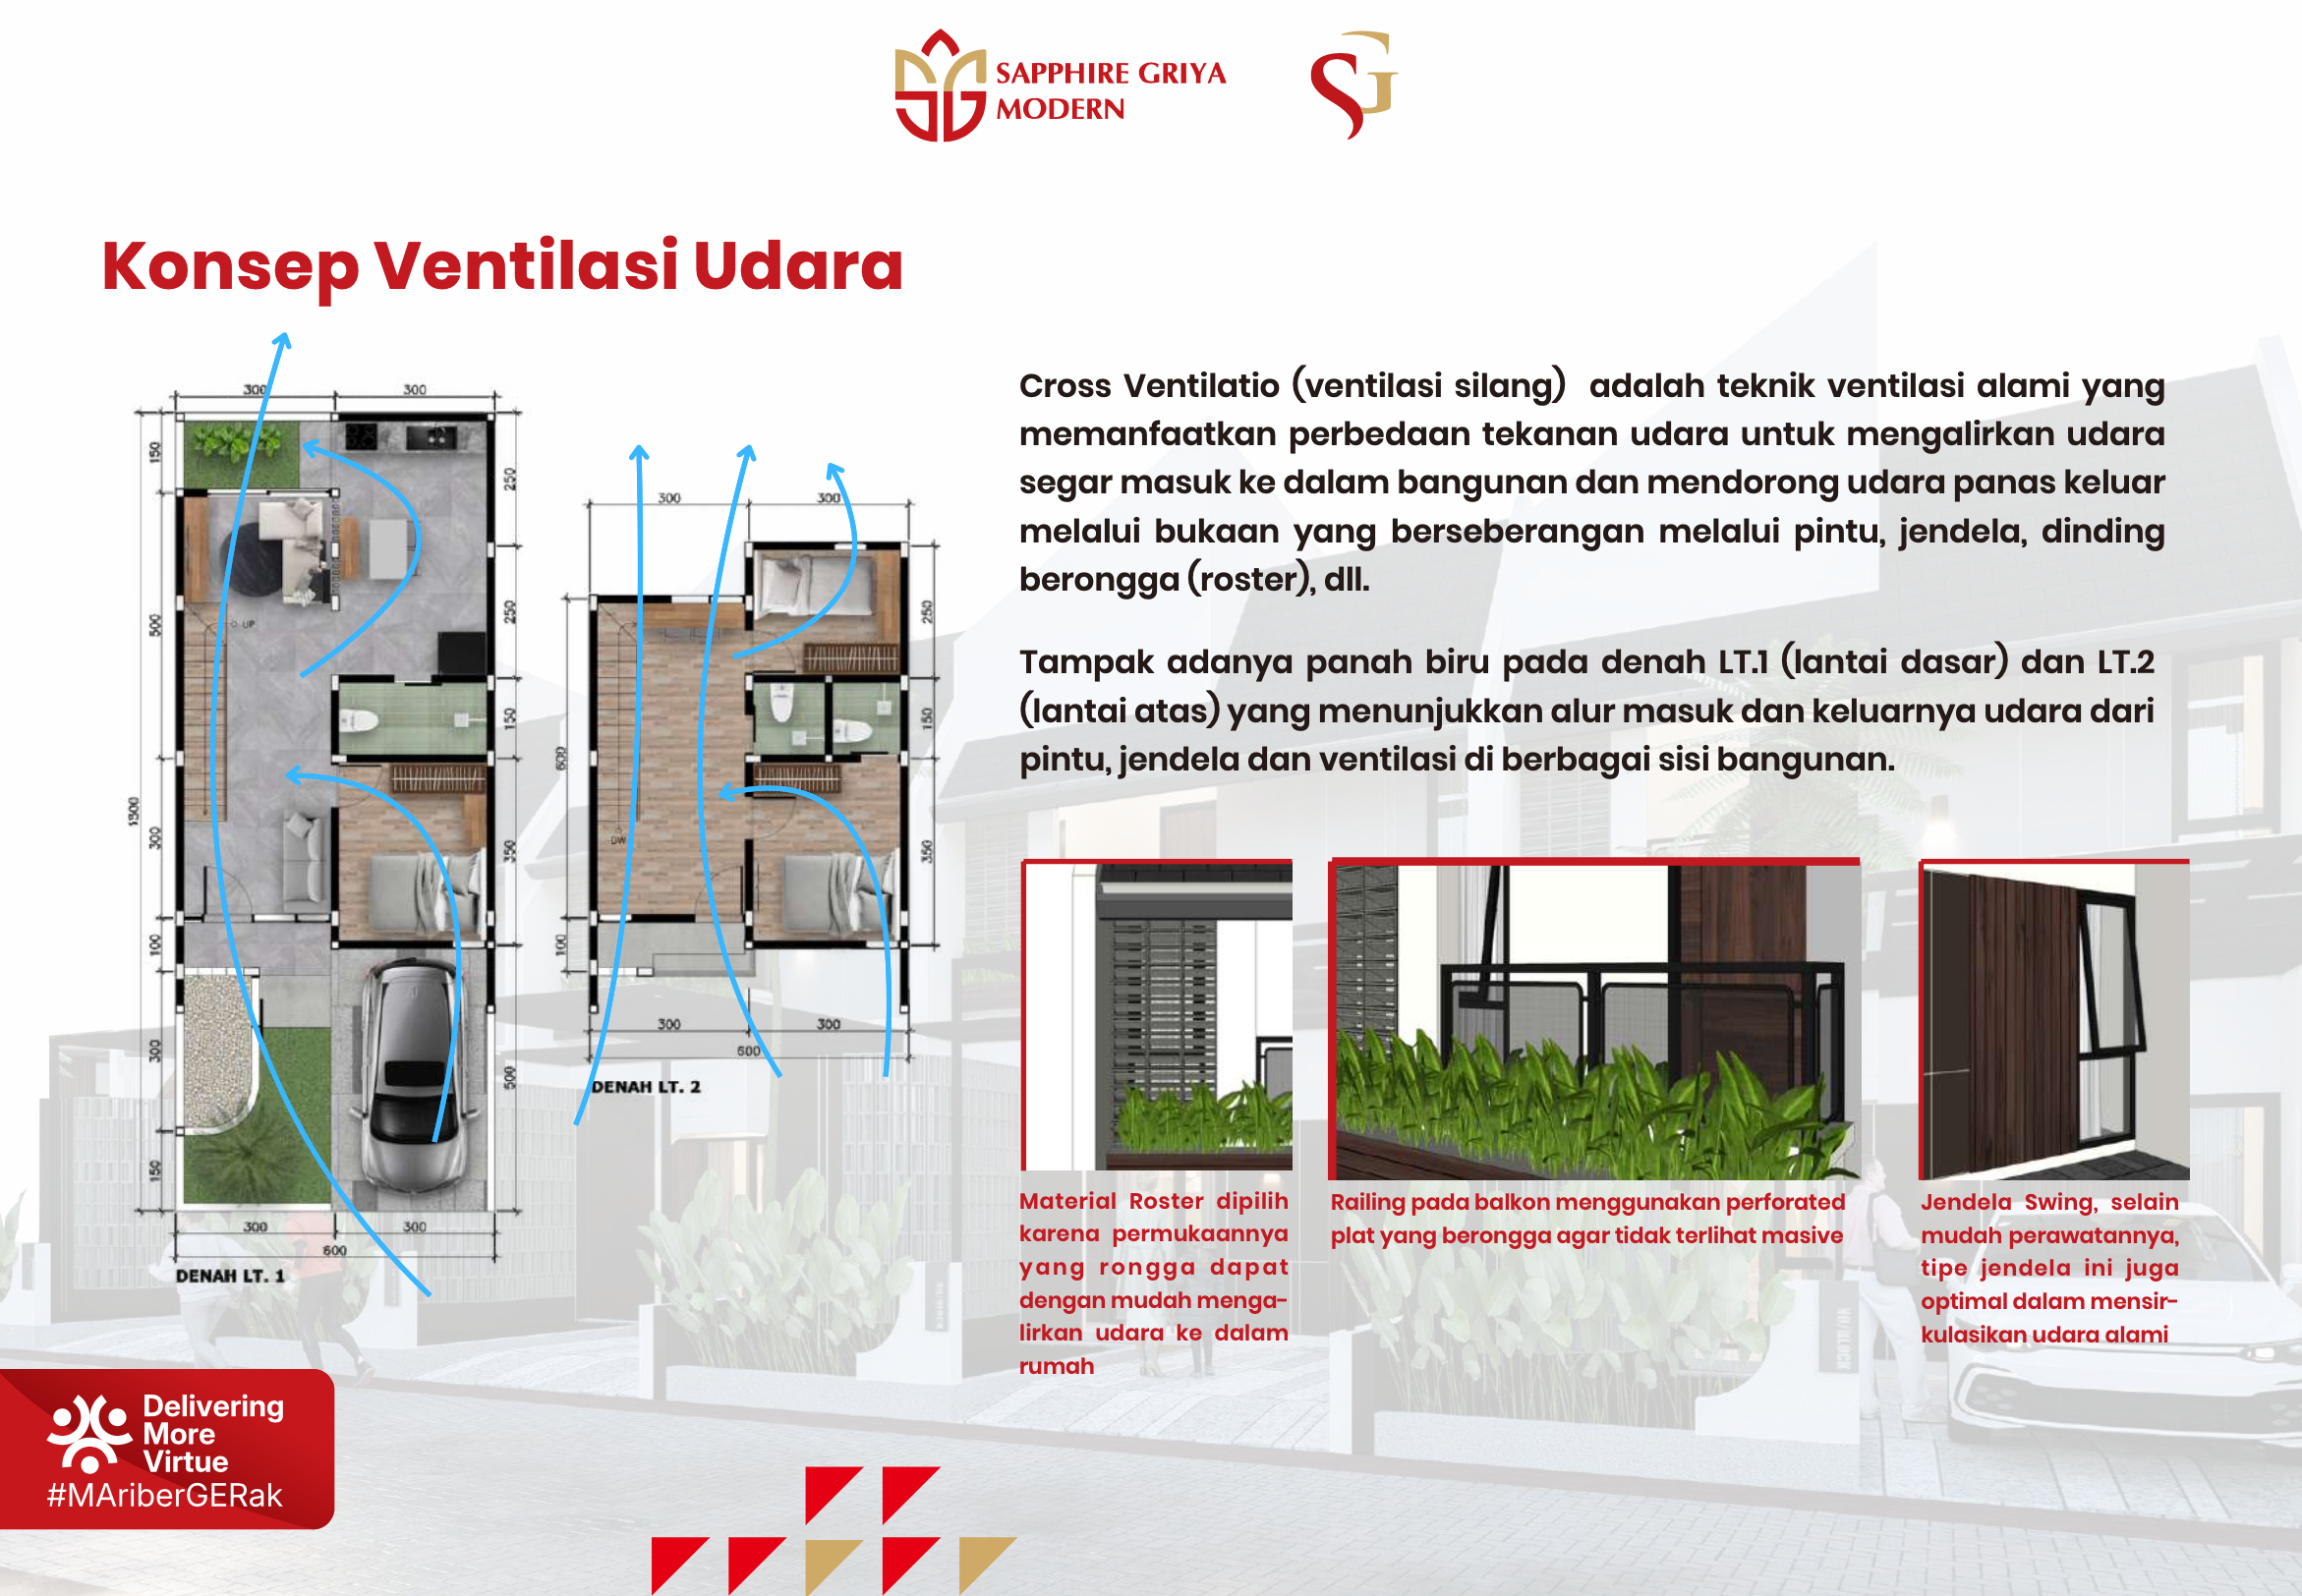 SAPPHIRE GRIYA
MODERN
SG
Konsep Ventilasi Udara
300 300
150
500
300
100
300
150
1500
250
250
150
350
500
UP
300 300
600
DENAH LT. 1
300 300
600
100
250
150
350
DW
300 300
600
DENAH LT. 2
Cross Ventilatio (ventilasi silang) adalah teknik ventilasi alami yang
memanfaatkan perbedaan tekanan udara untuk mengalirkan udara
segar masuk ke dalam bangunan dan mendorong udara panas keluar
melalui bukaan yang berseberangan melalui pintu, jendela, dinding
berongga (roster), dll.
Tampak adanya panah biru pada denah LT.1 (lantai dasar) dan LT.2
(lantai atas) yang menunjukkan alur masuk dan keluarnya udara dari
pintu, jendela dan ventilasi di berbagai sisi bangunan.
Material Roster dipilih
karena permukaannya
yang rongga dapat
dengan mudah menga-
lirkan udara ke dalam
rumah
Railing pada balkon menggunakan perforated
plat yang berongga agar tidak terlihat masive
Jendela Swing, selain
mudah perawatannya,
tipe jendela ini juga
optimal dalam mensir-
kulasikan udara alami
Delivering
More
Virtue
#MAriberGERak